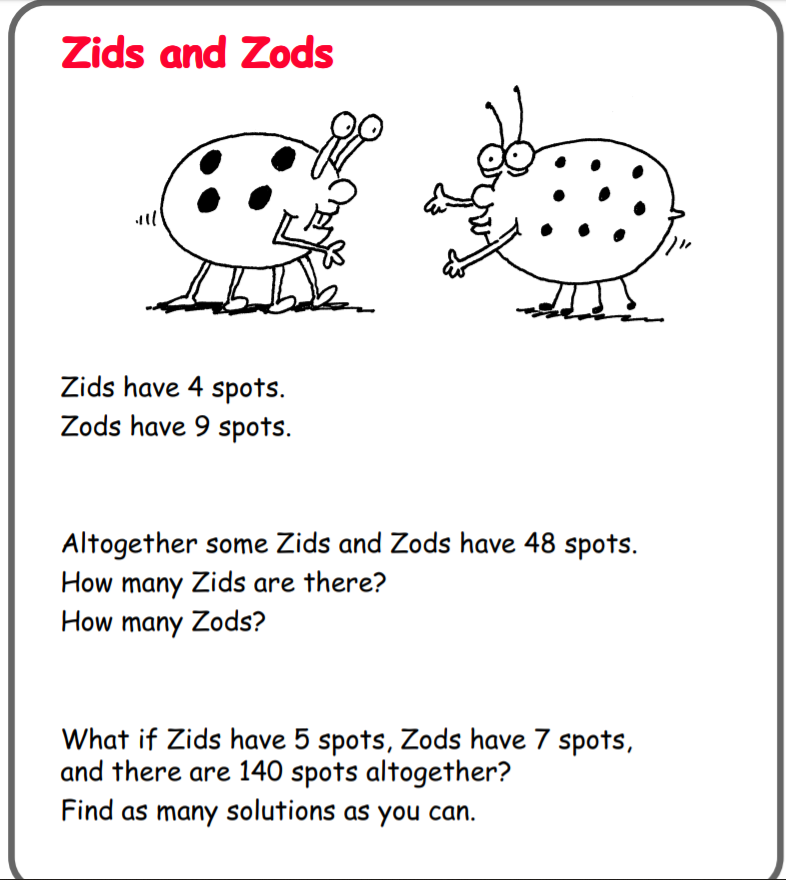 Zids and Zods
Zids have 4 spots.
Zods have 9 spots.
Altogether some Zids and Zods have 48 spots.
How many Zids are there?
How many Zods?
What if Zids have 5 spots, Zods have 7 spots,
and there are 140 spots altogether?
Find as many solutions as you can.